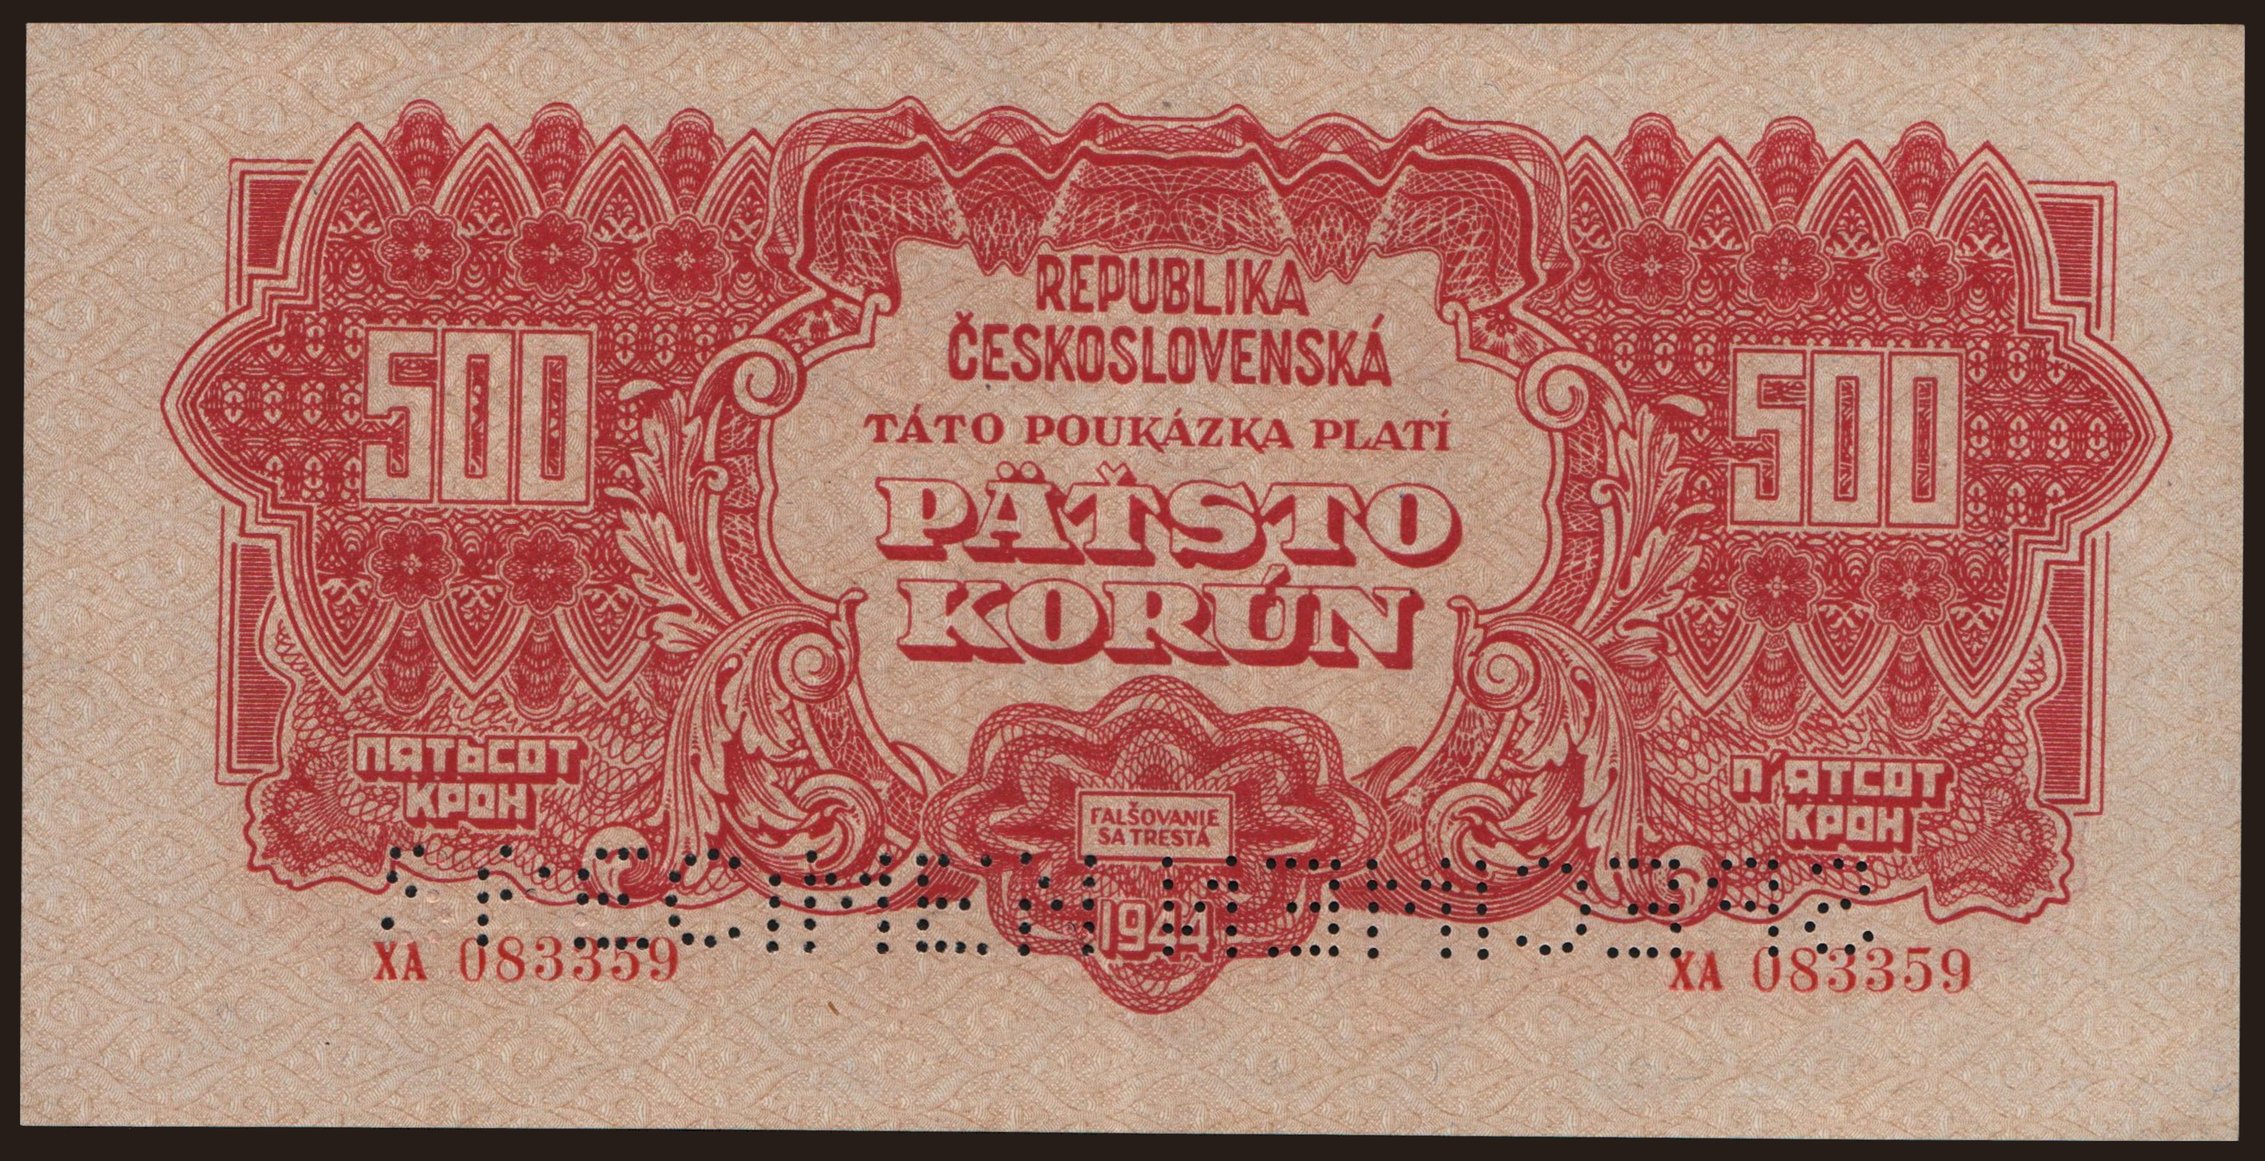 REPUBLIKA
ČESKOSLOVENSKÁ
TÁTO POUKÁZKA PLATÍ
500
500
PÄŤSTO
KORÚN
ПЯТЬСОТ
КРОН
П'ЯТСОТ
КРОН
FALŠOVANIE
SA TRESTÁ
1944
SPECIMEN
XA 083359
XA 083359